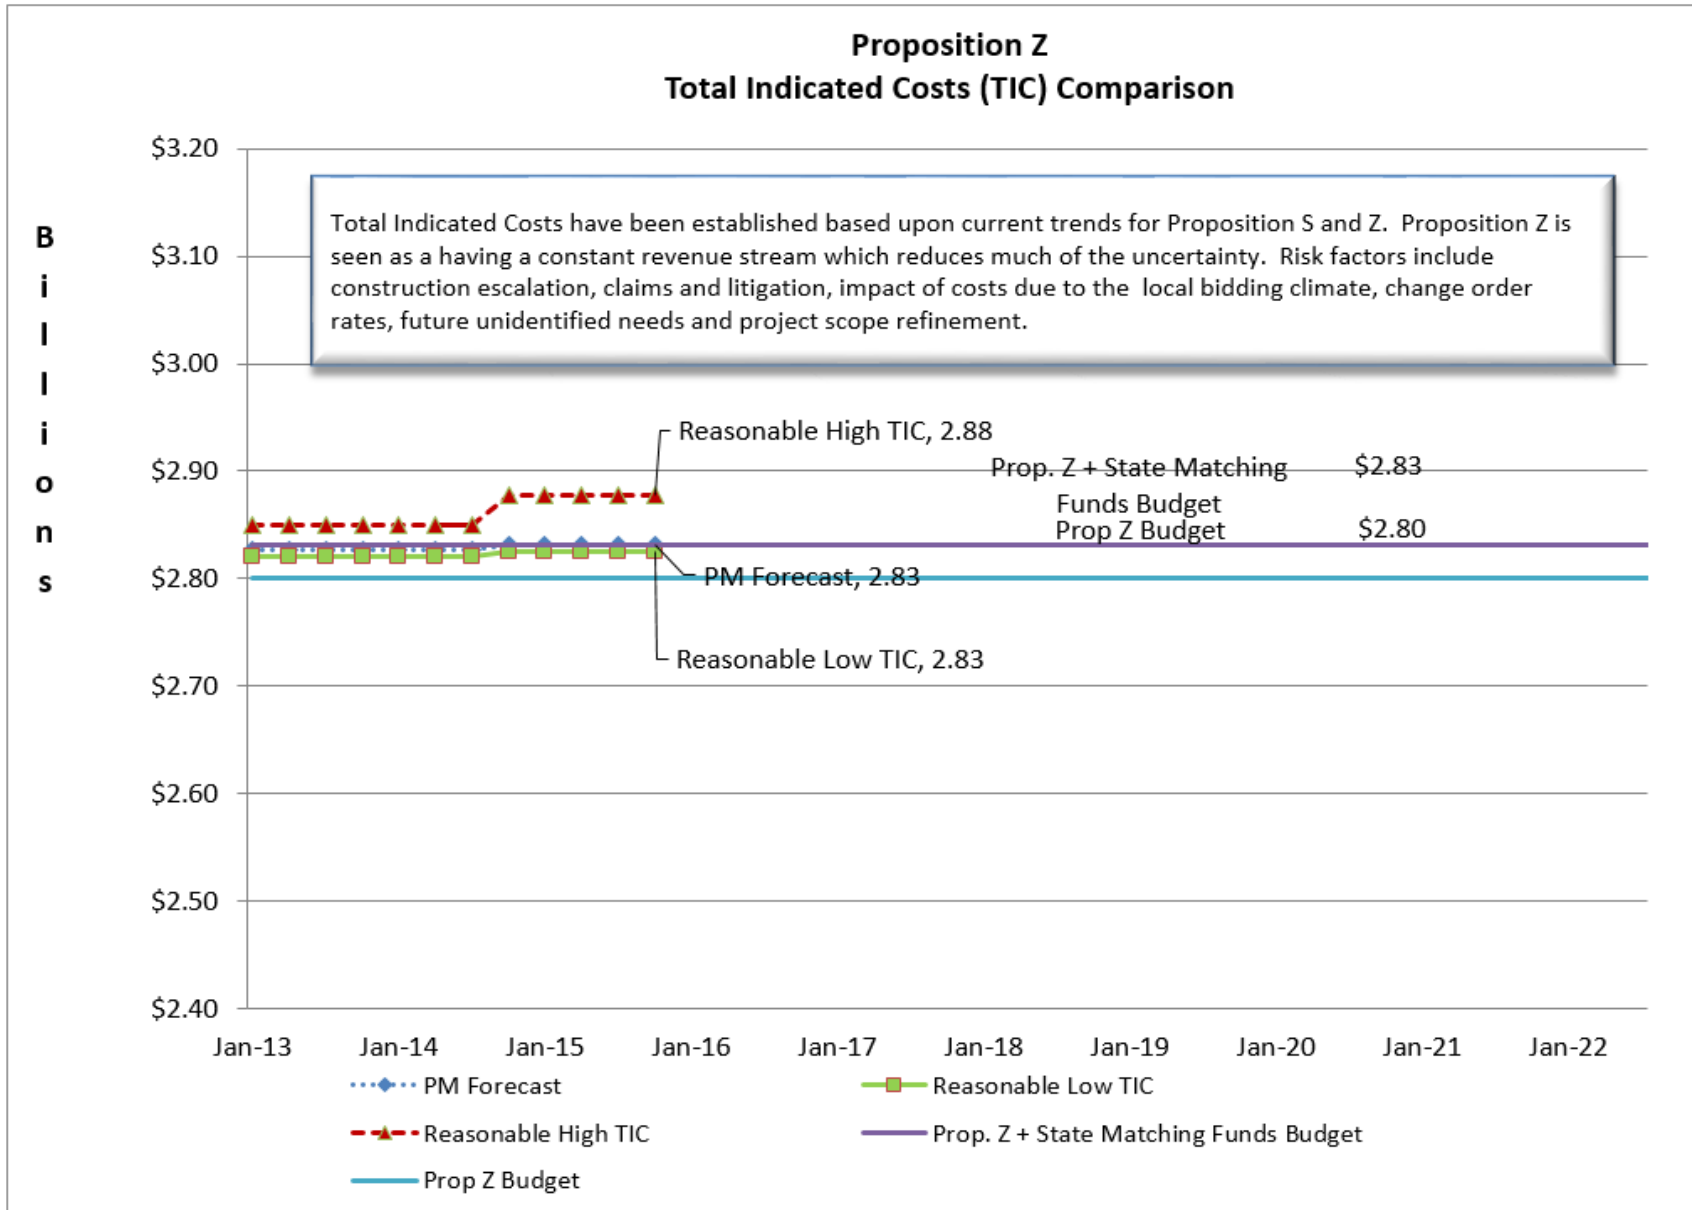 Proposition Z
Total Indicated Costs (TIC) Comparison
Billions
$3.20
$3.10
$3.00
$2.90
$2.80
$2.70
$2.60
$2.50
$2.40
Total Indicated Costs have been established based upon current trends for Proposition S and Z.  Proposition Z is
seen as a having a constant revenue stream which reduces much of the uncertainty.  Risk factors include
construction escalation, claims and litigation, impact of costs due to the  local bidding climate, change order
rates, future unidentified needs and project scope refinement.
Reasonable High TIC, 2.88
Prop. Z + State Matching $2.83
Funds Budget
Prop Z Budget $2.80
PM Forecast, 2.83
Reasonable Low TIC, 2.83
Jan-13 Jan-14 Jan-15 Jan-16 Jan-17 Jan-18 Jan-19 Jan-20 Jan-21 Jan-22
PM Forecast Reasonable Low TIC
Reasonable High TIC Prop. Z + State Matching Funds Budget
Prop Z Budget